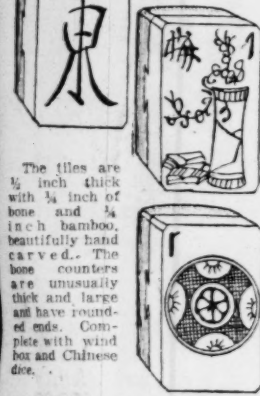 東
梅
1
The tiles are
½ inch thick
with ¼ inch of
bone and ¼
inch bamboo,
beautifully hand
carved. The
bone counters
are unusually
thick and large
and have round-
ed ends. Com-
plete with wind
box and Chinese
dice.